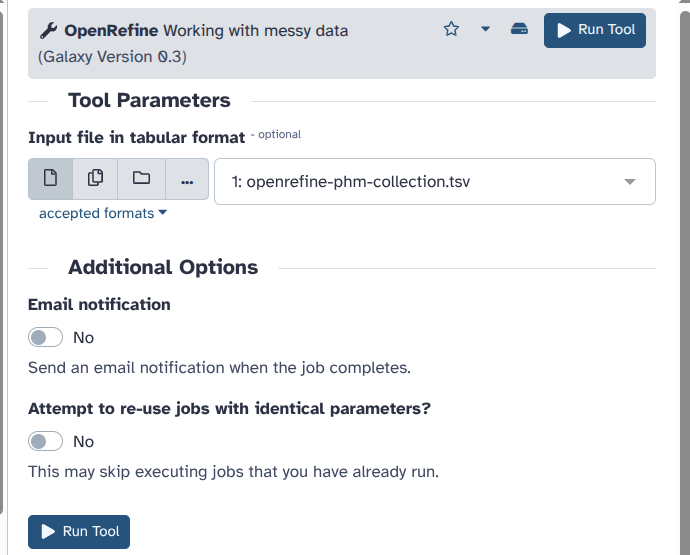 OpenRefine Working with messy data
(Galaxy Version 0.3)
Run Tool
Tool Parameters
Input file in tabular format - optional
...
1: openrefine-phm-collection.tsv
accepted formats
Additional Options
Email notification
No
Send an email notification when the job completes.
Attempt to re-use jobs with identical parameters?
No
This may skip executing jobs that you have already run.
Run Tool